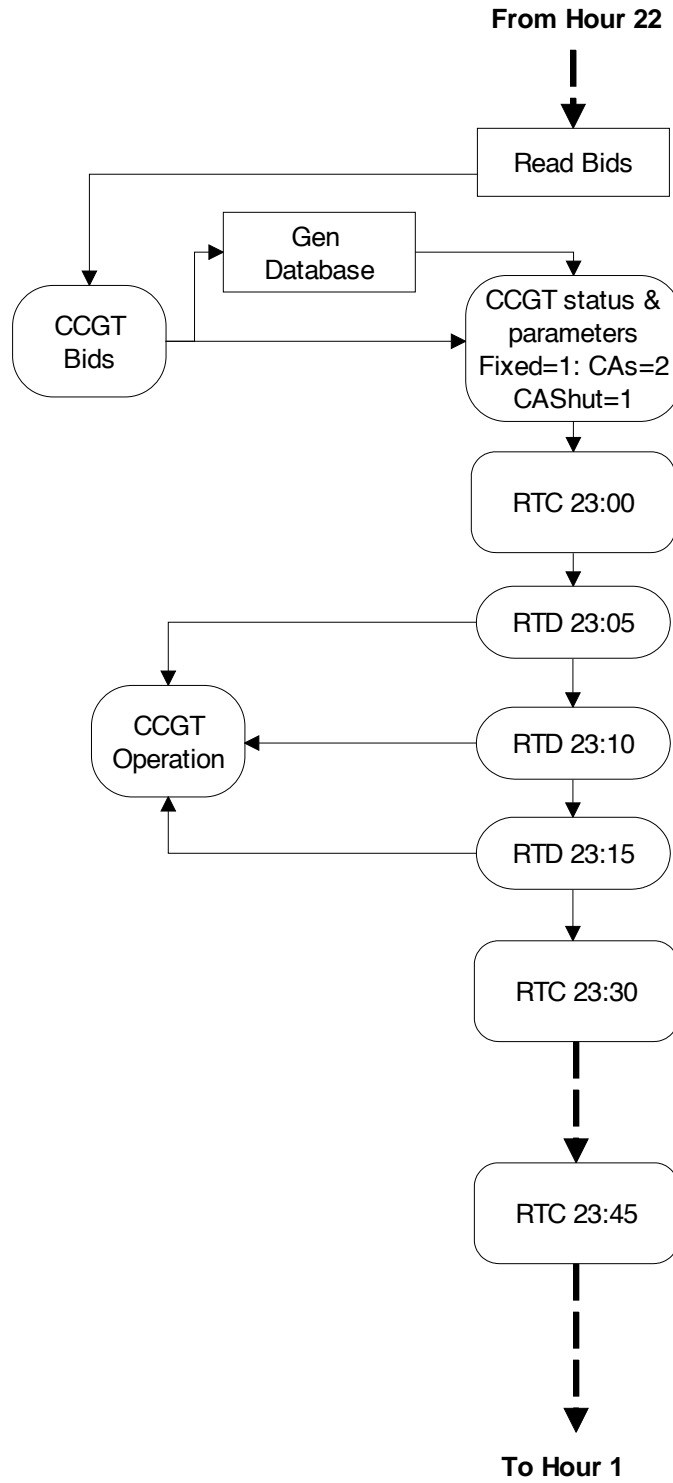 From Hour 22
Read Bids
Gen
Database
CCGT
Bids
CCGT status &
parameters
Fixed=1: CAs=2
CAShut=1
RTC 23:00
RTD 23:05
CCGT
Operation
RTD 23:10
RTD 23:15
RTC 23:30
RTC 23:45
To Hour 1